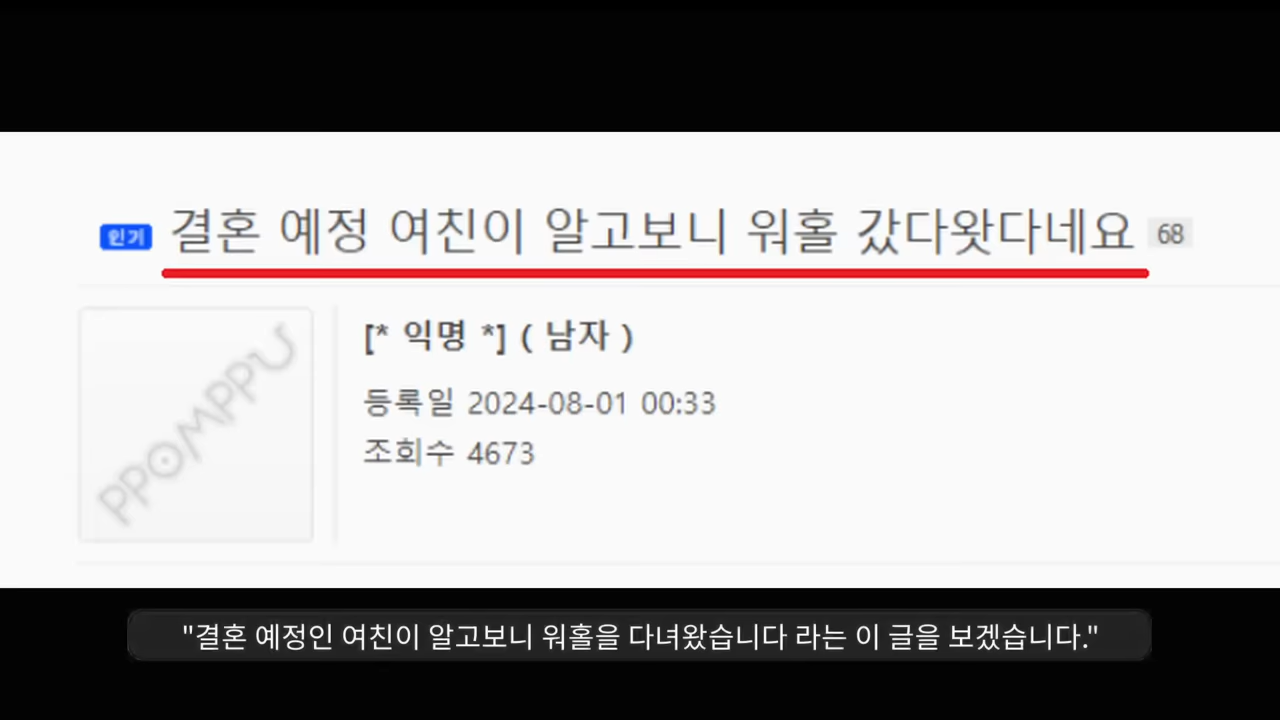 인기 결혼 예정 여친이 알고보니 워홀 갔다왓다네요 68
[* 익명 *] ( 남자 )
등록일 2024-08-01 00:33
조회수 4673
PPOMPPU
"결혼 예정인 여친이 알고보니 워홀을 다녀왔습니다 라는 이 글을 보겠습니다."